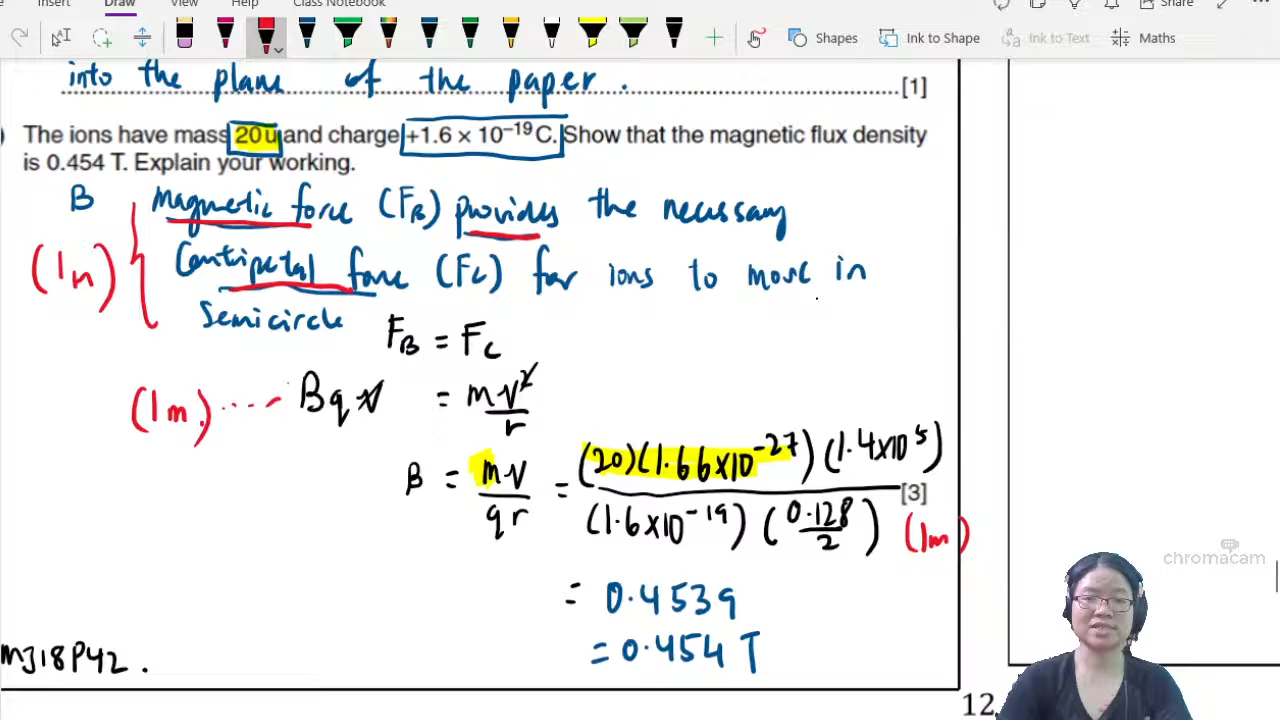 Insert Draw View Help Class Notebook Share
Shapes Ink to Shape Ink to Text Maths
into the plane of the paper. [1]
The ions have mass 20 u and charge +1.6 × 10⁻¹⁹ C. Show that the magnetic flux density
is 0.454 T. Explain your working.
B Magnetic force (FB) provides the necessary
(1m) Centripetal force (Fc) for ions to move in
semicircle
FB = Fc
(1m) ..... Bqv = mv²/r
B = mv/qr = (20)(1.66×10⁻²⁷)(1.4×10⁵)/(1.6×10⁻¹⁹)(0.128/2) [3]
(1m)
= 0.4539
= 0.454 T
MJ18P42.
12
chromacam